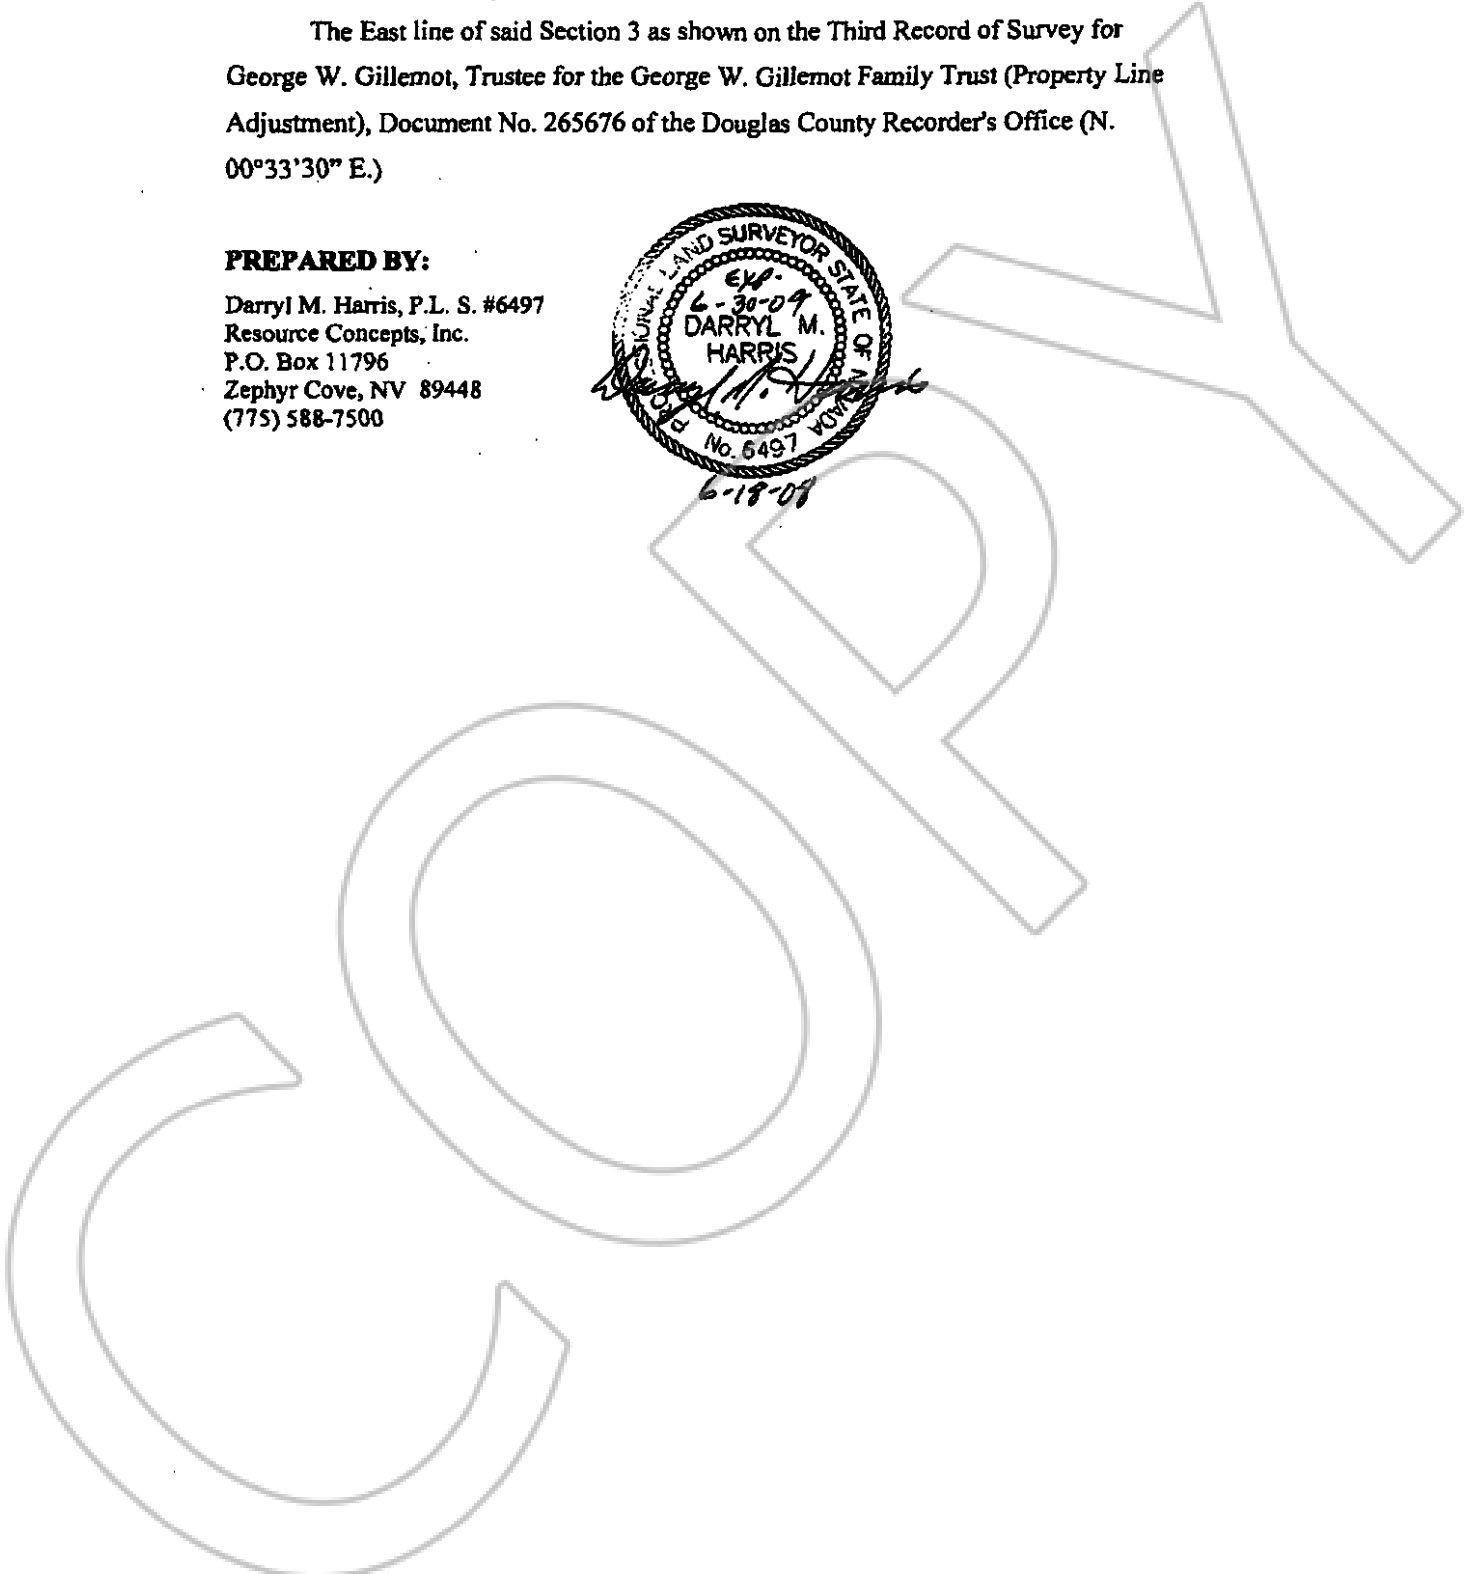 The East line of said Section 3 as shown on the Third Record of Survey for
George W. Gillemot, Trustee for the George W. Gillemot Family Trust (Property Line
Adjustment), Document No. 265676 of the Douglas County Recorder's Office (N.
00°33'30" E.)
PREPARED BY:
Darryl M. Harris, P.L. S. #6497
Resource Concepts, Inc.
P.O. Box 11796
Zephyr Cove, NV 89448
(775) 588-7500
LAND SURVEYOR STATE OF NEVADA
EXP.
6-30-09
DARRYL M.
HARRIS
No. 6497
6-18-08
COPY